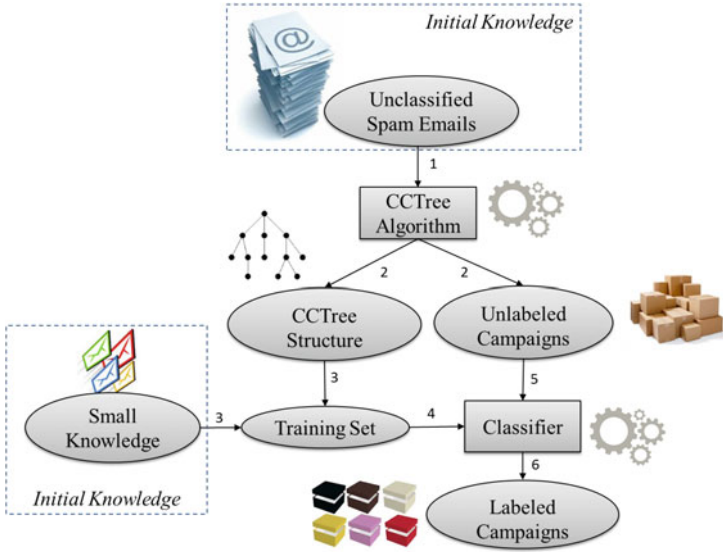 Initial Knowledge
@
Unclassified
Spam Emails
1
CCTree
Algorithm
2
2
CCTree
Structure
Unlabeled
Campaigns
3
5
Small
Knowledge
3
Training Set
4
Classifier
Initial Knowledge
6
Labeled
Campaigns